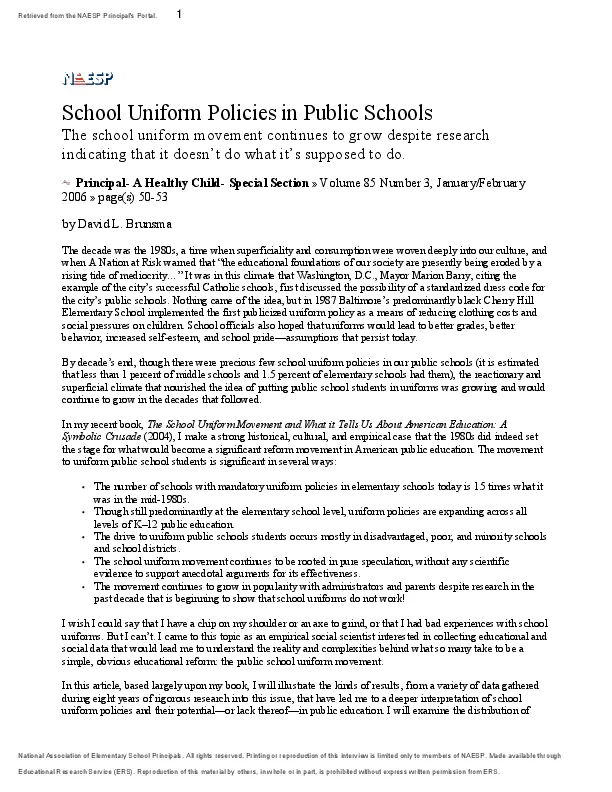 Retrieved from the NAESP Principal's Portal. 1
NAESP
School Uniform Policies in Public Schools
The school uniform movement continues to grow despite research
indicating that it doesn't do what it's supposed to do.
Principal- A Healthy Child- Special Section » Volume 85 Number 3, January/February
2006 » page(s) 50-53
by David L. Brunsma
The decade was the 1980s, a time when superficiality and consumption were woven deeply into our culture, and
when A Nation at Risk warned that "the educational foundations of our society are presently being eroded by a
rising tide of mediocrity..." It was in this climate that Washington, D.C., Mayor Marion Barry, citing the
example of the city's successful Catholic schools, first discussed the possibility of a standardized dress code for
the city's public schools. Nothing came of the idea, but in 1987 Baltimore's predominantly black Cherry Hill
Elementary School implemented the first publicized uniform policy as a means of reducing clothing costs and
social pressures on children. School officials also hoped that uniforms would lead to better grades, better
behavior, increased self-esteem, and school pride—assumptions that persist today.
By decade's end, though there were precious few school uniform policies in our public schools (it is estimated
that less than 1 percent of middle schools and 1.5 percent of elementary schools had them), the reactionary and
superficial climate that nourished the idea of putting public school students in uniforms was growing and would
continue to grow in the decades that followed.
In my recent book, The School Uniform Movement and What it Tells Us About American Education: A
Symbolic Crusade (2004), I make a strong historical, cultural, and empirical case that the 1980s did indeed set
the stage for what would become a significant reform movement in American public education. The movement
to uniform public school students is significant in several ways:
• The number of schools with mandatory uniform policies in elementary schools today is 15 times what it
was in the mid-1980s.
• Though still predominantly at the elementary school level, uniform policies are expanding across all
levels of K–12 public education.
• The drive to uniform public schools students occurs mostly in disadvantaged, poor, and minority schools
and school districts.
• The school uniform movement continues to be rooted in pure speculation, without any scientific
evidence to support anecdotal arguments for its effectiveness.
• The movement continues to grow in popularity with administrators and parents despite research in the
past decade that is beginning to show that school uniforms do not work!
I wish I could say that I have a chip on my shoulder or an axe to grind, or that I had bad experiences with school
uniforms. But I can't. I came to this topic as an empirical social scientist interested in collecting educational and
social data that would lead me to understand the reality and complexities behind what so many take to be a
simple, obvious educational reform: the public school uniform movement.
In this article, based largely upon my book, I will illustrate the kinds of results, from a variety of data gathered
during eight years of rigorous research into this issue, that have led me to a deeper interpretation of school
uniform policies and their potential—or lack thereof—in public education. I will examine the distribution of
National Association of Elementary School Principals. All rights reserved. Printing or reproduction of this interview is limited only to members of NAESP. Made available through
Educational Research Service (ERS). Reproduction of this material by others, in whole or in part, is prohibited without express written permission from ERS.